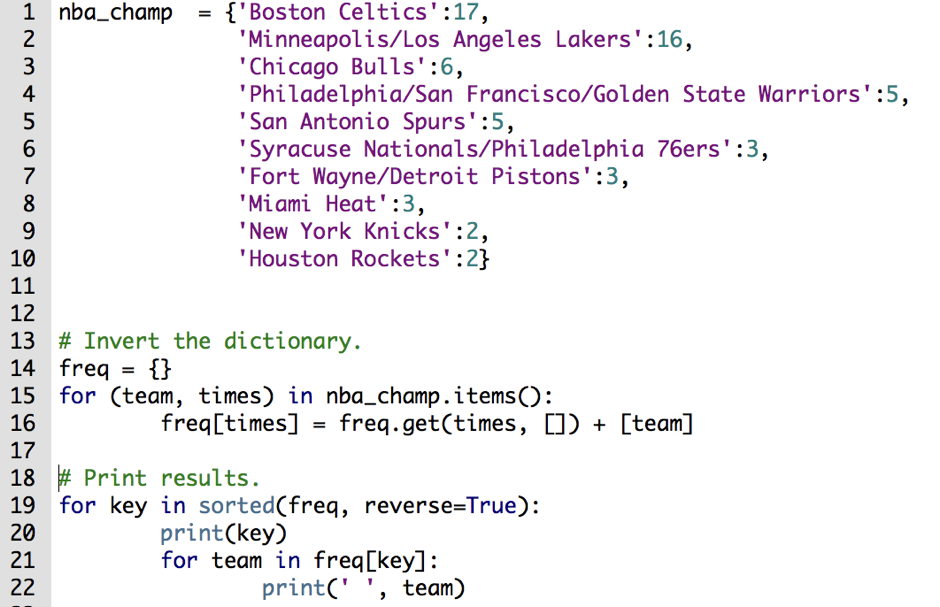 1 nba_champ  = {'Boston Celtics':17,
2                  'Minneapolis/Los Angeles Lakers':16,
3                  'Chicago Bulls':6,
4                  'Philadelphia/San Francisco/Golden State Warriors':5,
5                  'San Antonio Spurs':5,
6                  'Syracuse Nationals/Philadelphia 76ers':3,
7                  'Fort Wayne/Detroit Pistons':3,
8                  'Miami Heat':3,
9                  'New York Knicks':2,
10                 'Houston Rockets':2}
11
12
13 # Invert the dictionary.
14 freq = {}
15 for (team, times) in nba_champ.items():
16         freq[times] = freq.get(times, []) + [team]
17
18 # Print results.
19 for key in sorted(freq, reverse=True):
20         print(key)
21         for team in freq[key]:
22                 print(' ', team)